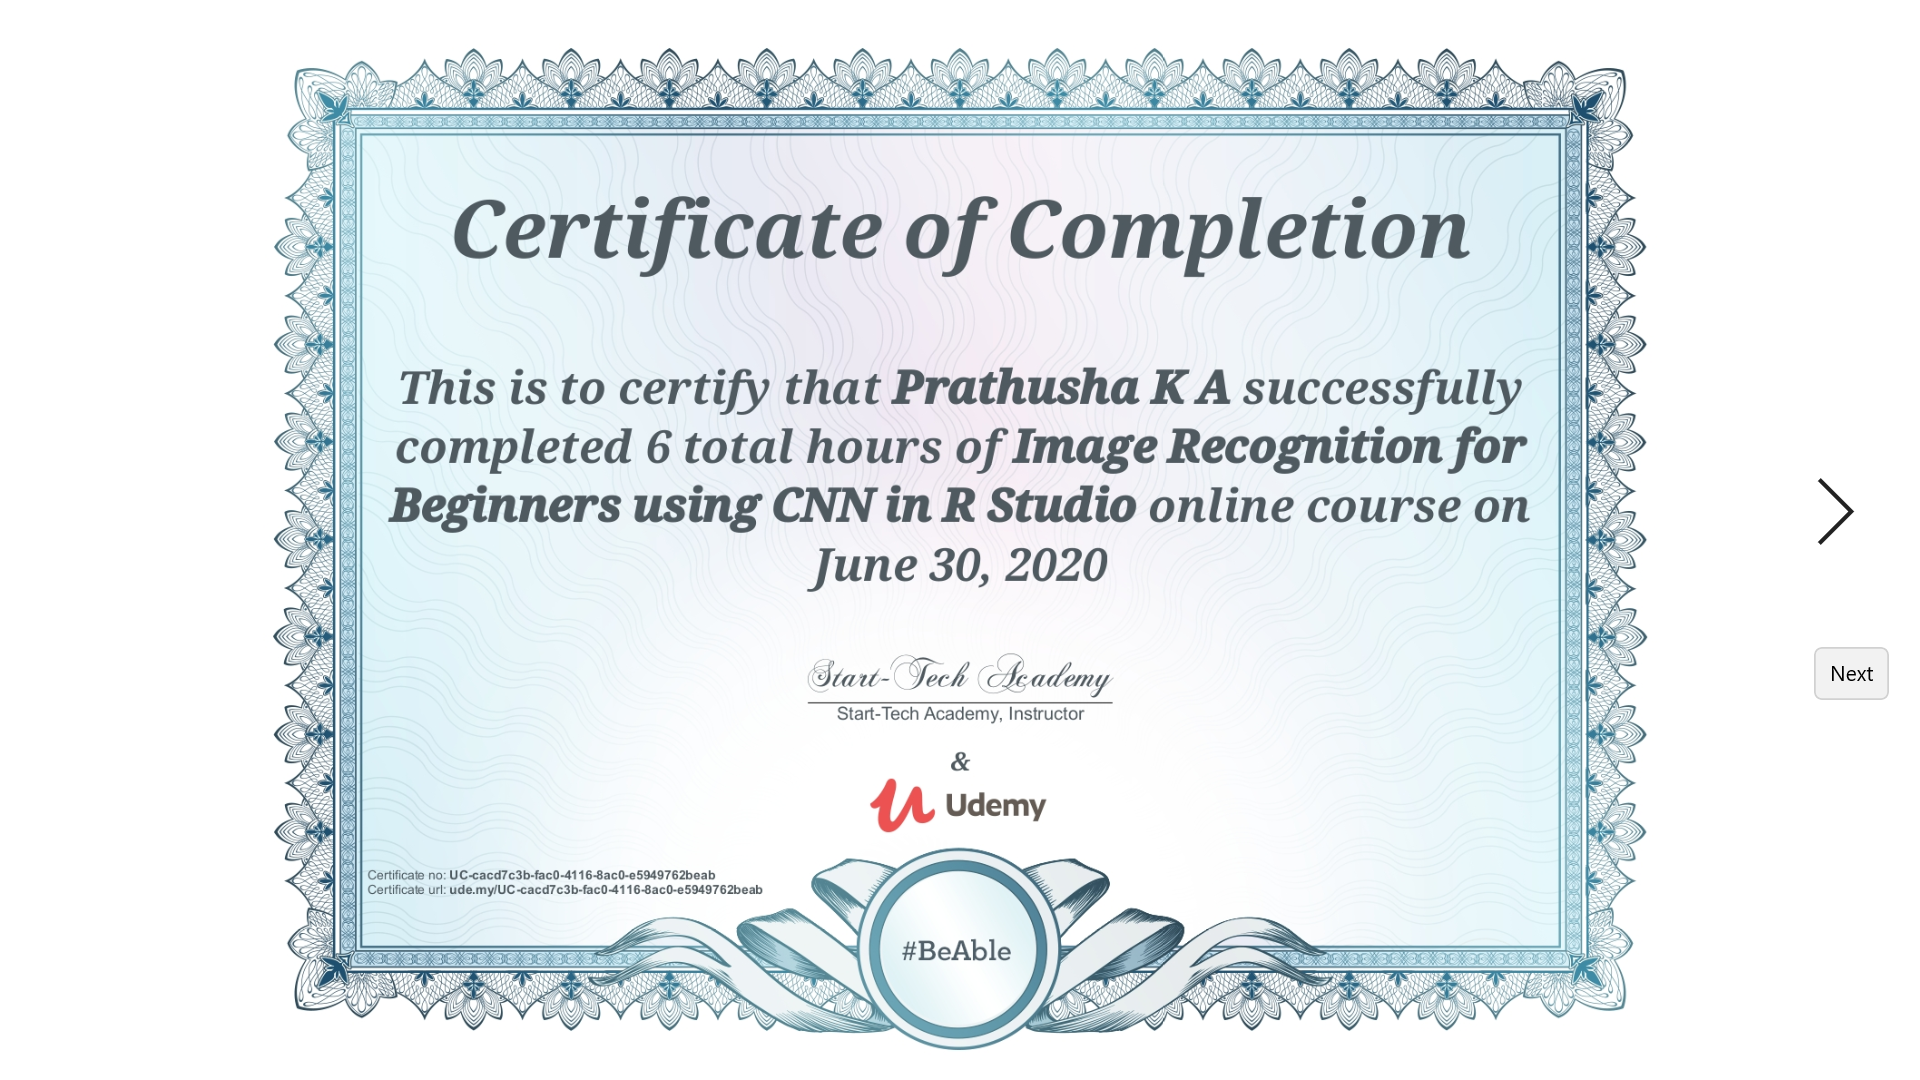 Certificate of Completion
This is to certify that Prathusha K A successfully
completed 6 total hours of Image Recognition for
Beginners using CNN in R Studio online course on
June 30, 2020
Start-Tech Academy
Start-Tech Academy, Instructor
&
Udemy
Certificate no: UC-cacd7c3b-fac0-4116-8ac0-e5949762beab
Certificate url: ude.my/UC-cacd7c3b-fac0-4116-8ac0-e5949762beab
#BeAble
Next